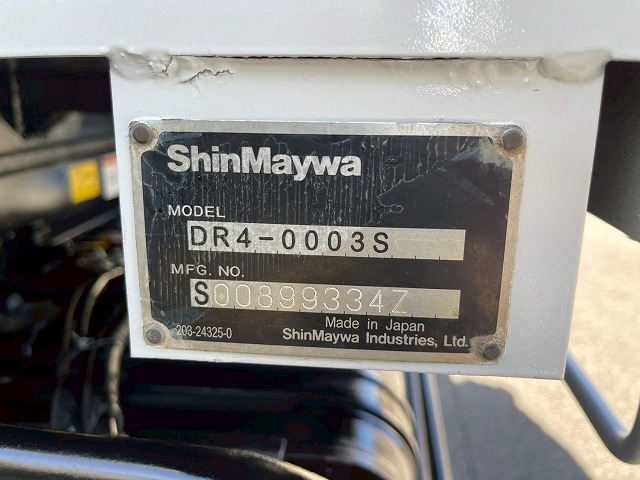 ShinMaywa
MODEL
DR4-0003S
MFG. NO.
S00899334Z
Made in Japan
203-24325-0
ShinMaywa Industries, Ltd.